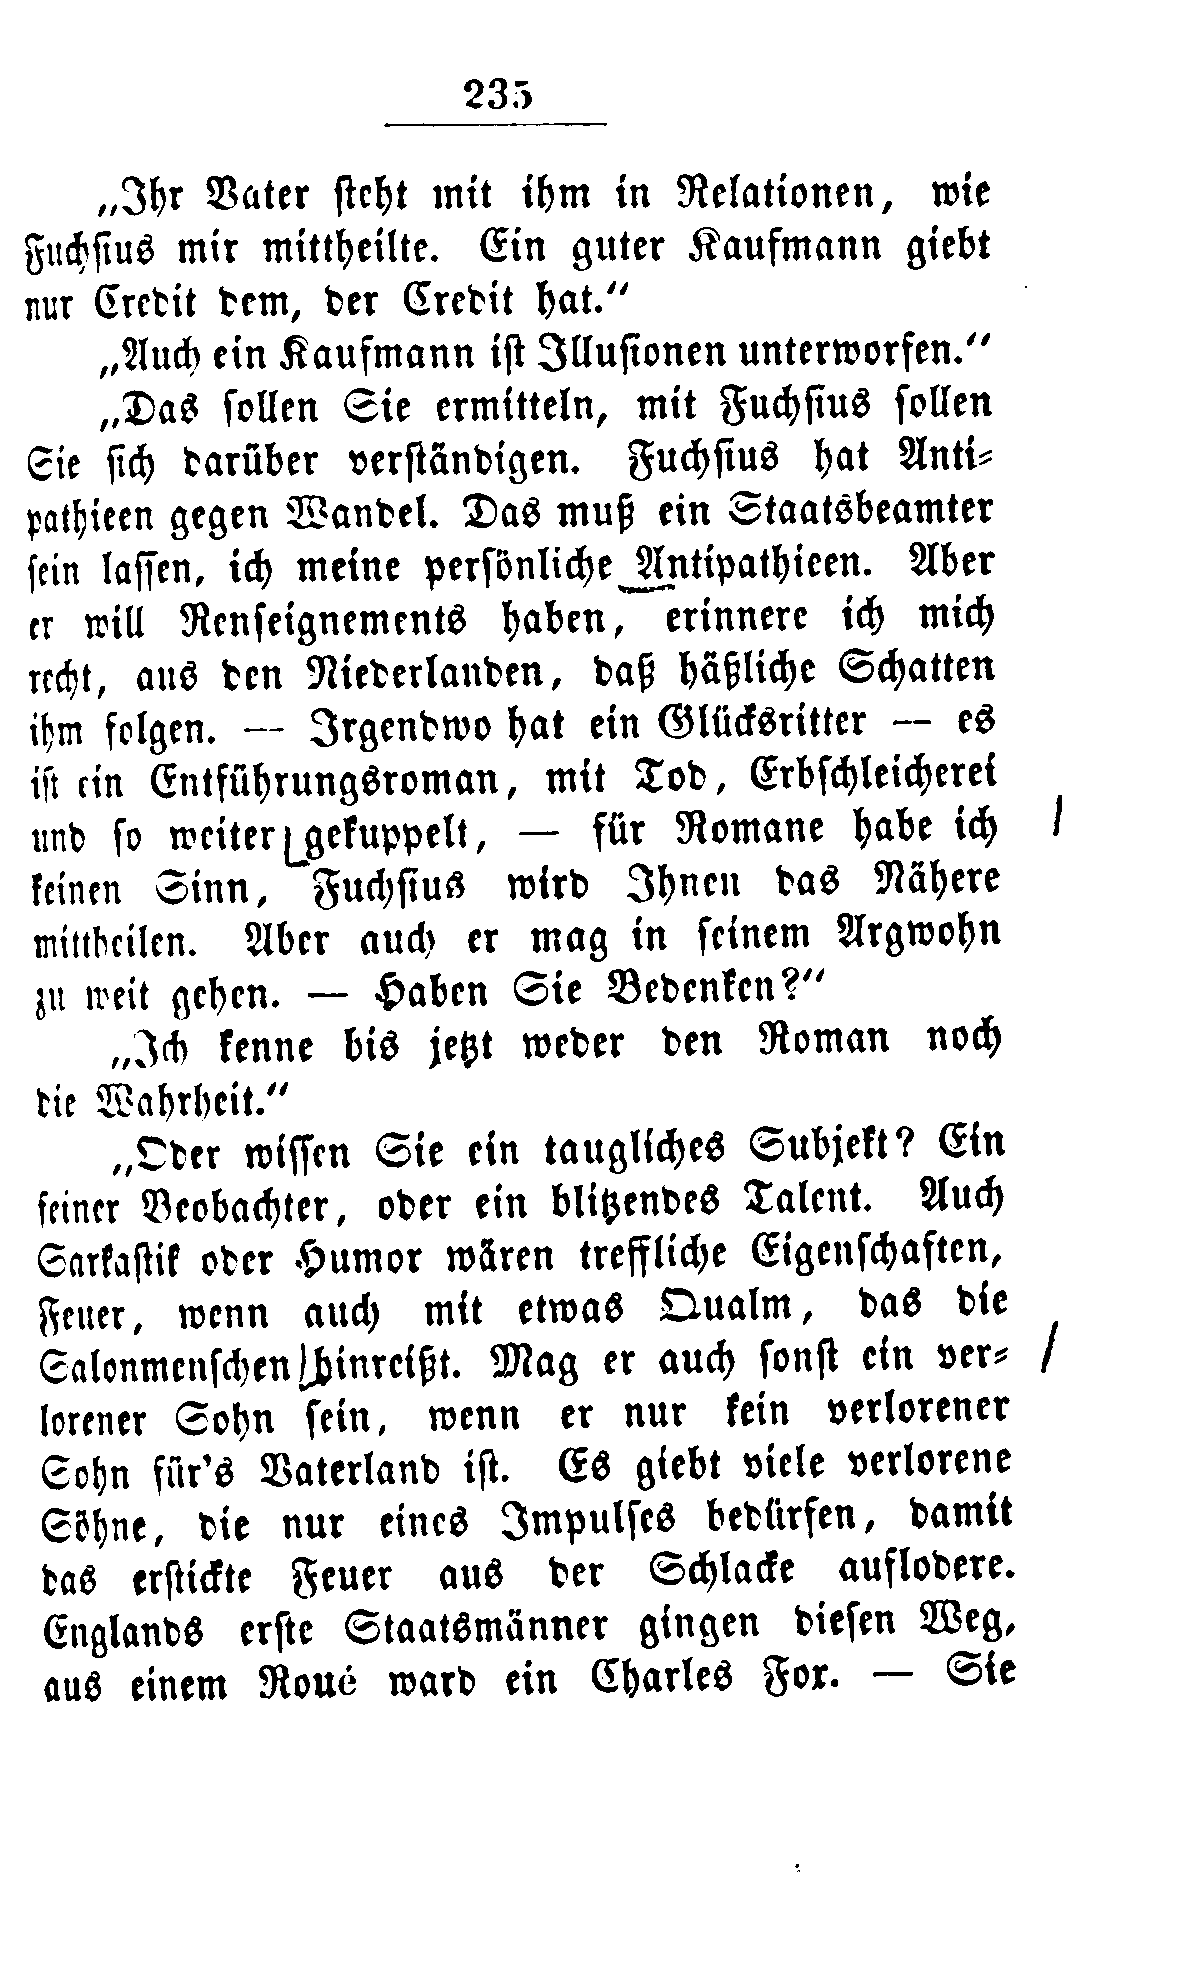 235
„Ihr Vater steht mit ihm in Relationen, wie
Fuchsius mir mittheilte. Ein guter Kaufmann giebt
nur Credit dem, der Credit hat.“
„Auch ein Kaufmann ist Illusionen unterworfen.“
„Das sollen Sie ermitteln, mit Fuchsius sollen
Sie sich darüber verständigen. Fuchsius hat Anti-
pathieen gegen Wandel. Das muß ein Staatsbeamter
sein lassen, ich meine persönliche Antipathieen. Aber
er will Renseignements haben, erinnere ich mich
recht, aus den Niederlanden, daß häßliche Schatten
ihm folgen. — Irgendwo hat ein Glücksritter — es
ist ein Entführungsroman, mit Tod, Erbschleicherei
und so weiter gekuppelt, — für Romane habe ich
keinen Sinn, Fuchsius wird Ihnen das Nähere
mittheilen. Aber auch er mag in seinem Argwohn
zu weit gehen. — Haben Sie Bedenken?“
„Ich kenne bis jetzt weder den Roman noch
die Wahrheit.“
„Oder wissen Sie ein taugliches Subjekt? Ein
feiner Beobachter, oder ein blitzendes Talent. Auch
Sarkastik oder Humor wären treffliche Eigenschaften,
Feuer, wenn auch mit etwas Qualm, das die
Salonmenschen hinreißt. Mag er auch sonst ein ver-
lorener Sohn sein, wenn er nur kein verlorener
Sohn für's Vaterland ist. Es giebt viele verlorene
Söhne, die nur eines Impulses bedürfen, damit
das erstickte Feuer aus der Schlacke auflodere.
Englands erste Staatsmänner gingen diesen Weg,
aus einem Roué ward ein Charles Fox. — Sie